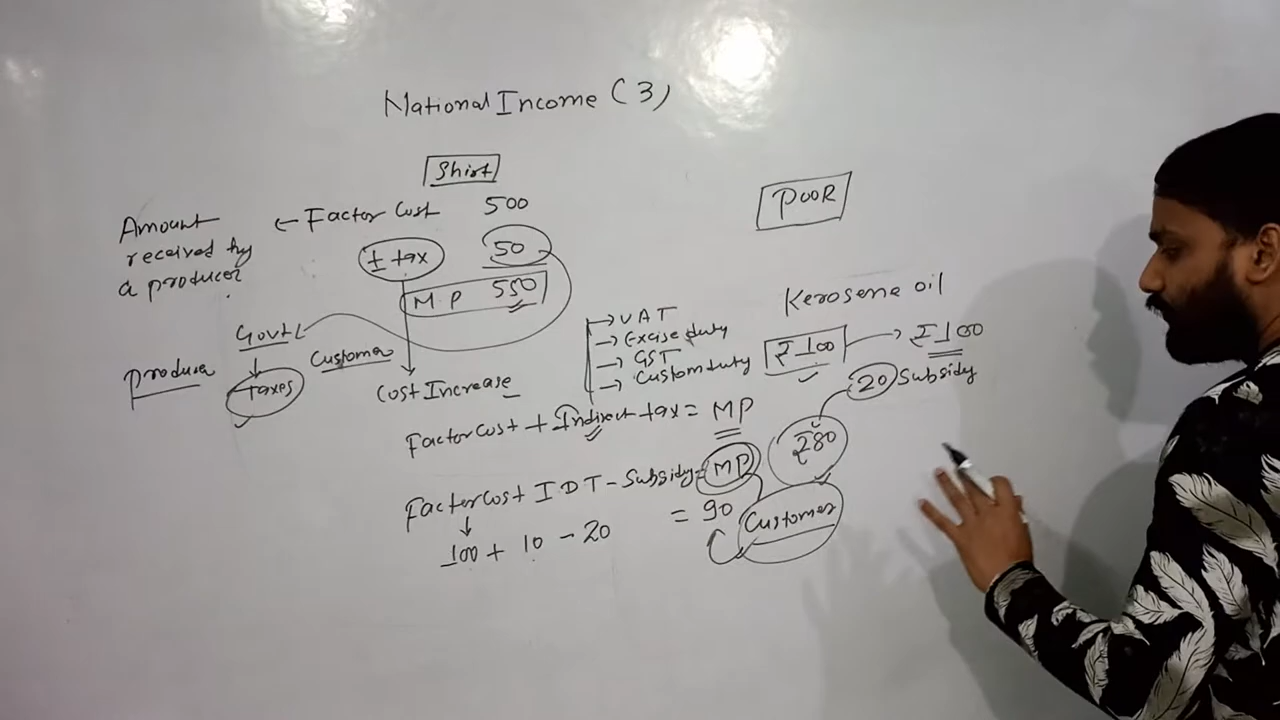 National Income (3)
Shirt
Amount received by a producer
← Factor Cost 500
I tax 50
M P 550
Govt
↓
taxes
produce
Customer
Cost Increase
→ VAT
→ Excise duty
→ GST
→ Custom duty
Factor Cost + Indirect tax = MP
Factor Cost IDT - Subsidy = MP
100 + 10 - 20 = 90
Customer
POOR
Kerosene oil
₹100 → ₹100
20 Subsidy
₹80